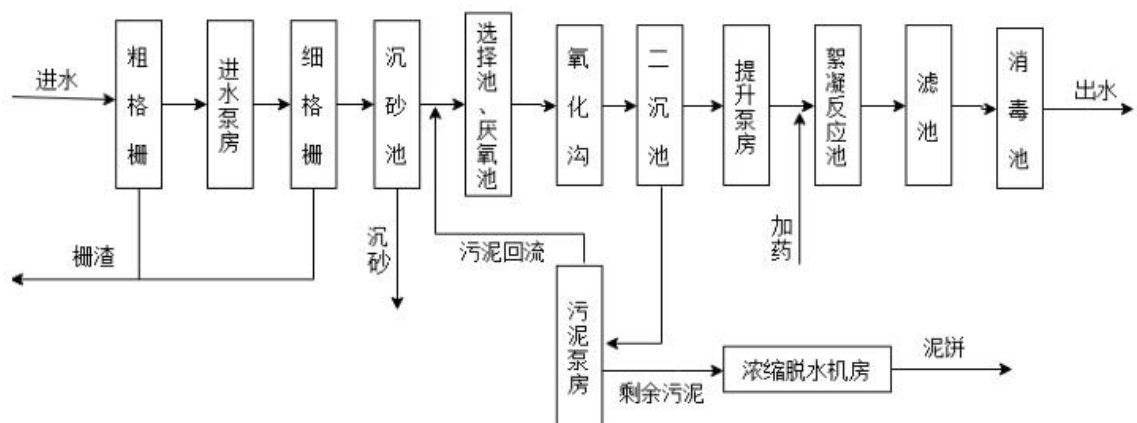 进水
粗格栅
进水泵房
细格栅
沉砂池
选择池、厌氧池
氧化沟
二沉池
提升泵房
絮凝反应池
滤池
消毒池
出水
栅渣
沉砂
污泥回流
加药
污泥泵房
剩余污泥
浓缩脱水机房
泥饼